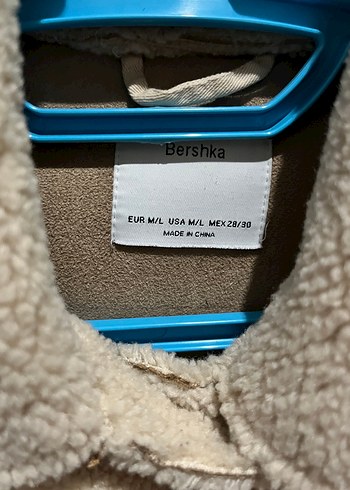 Bershka
EUR M/L USA M/L MEX 28/30
MADE IN CHINA